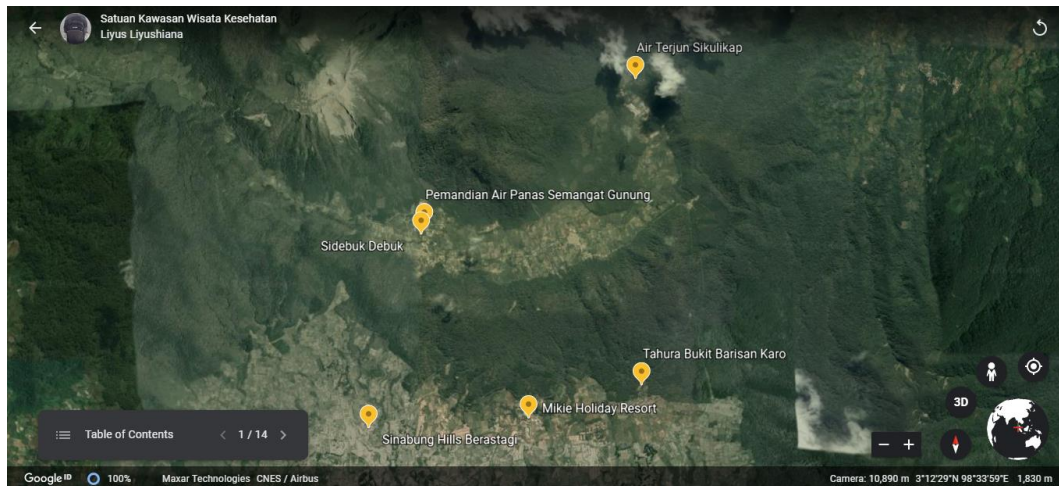 Satuan Kawasan Wisata Kesehatan
Liyus Liyushiana
Air Terjun Sikulikap
Pemandian Air Panas Semangat Gunung
Sidebuk Debuk
Tahura Bukit Barisan Karo
Mikie Holiday Resort
Sinabung Hills Berastagi
Table of Contents
1 / 14
3D
Google ID 100% Maxar Technologies CNES / Airbus Camera: 10,890 m 3°12'29"N 98°33'59"E 1,830 m